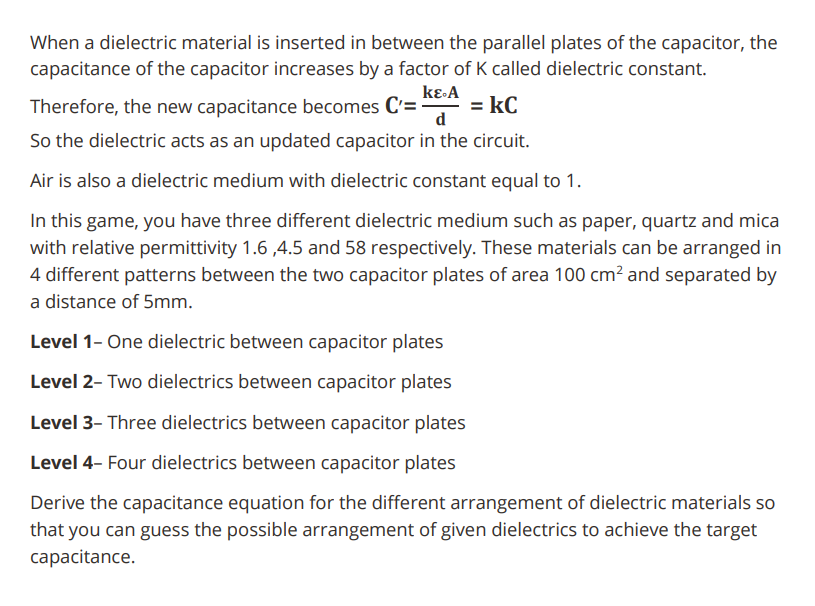 When a dielectric material is inserted in between the parallel plates of the capacitor, the
capacitance of the capacitor increases by a factor of K called dielectric constant.
Therefore, the new capacitance becomes C′= kε∘A/d = kC
So the dielectric acts as an updated capacitor in the circuit.
Air is also a dielectric medium with dielectric constant equal to 1.
In this game, you have three different dielectric medium such as paper, quartz and mica
with relative permittivity 1.6 ,4.5 and 58 respectively. These materials can be arranged in
4 different patterns between the two capacitor plates of area 100 cm² and separated by
a distance of 5mm.
Level 1– One dielectric between capacitor plates
Level 2– Two dielectrics between capacitor plates
Level 3– Three dielectrics between capacitor plates
Level 4– Four dielectrics between capacitor plates
Derive the capacitance equation for the different arrangement of dielectric materials so
that you can guess the possible arrangement of given dielectrics to achieve the target
capacitance.